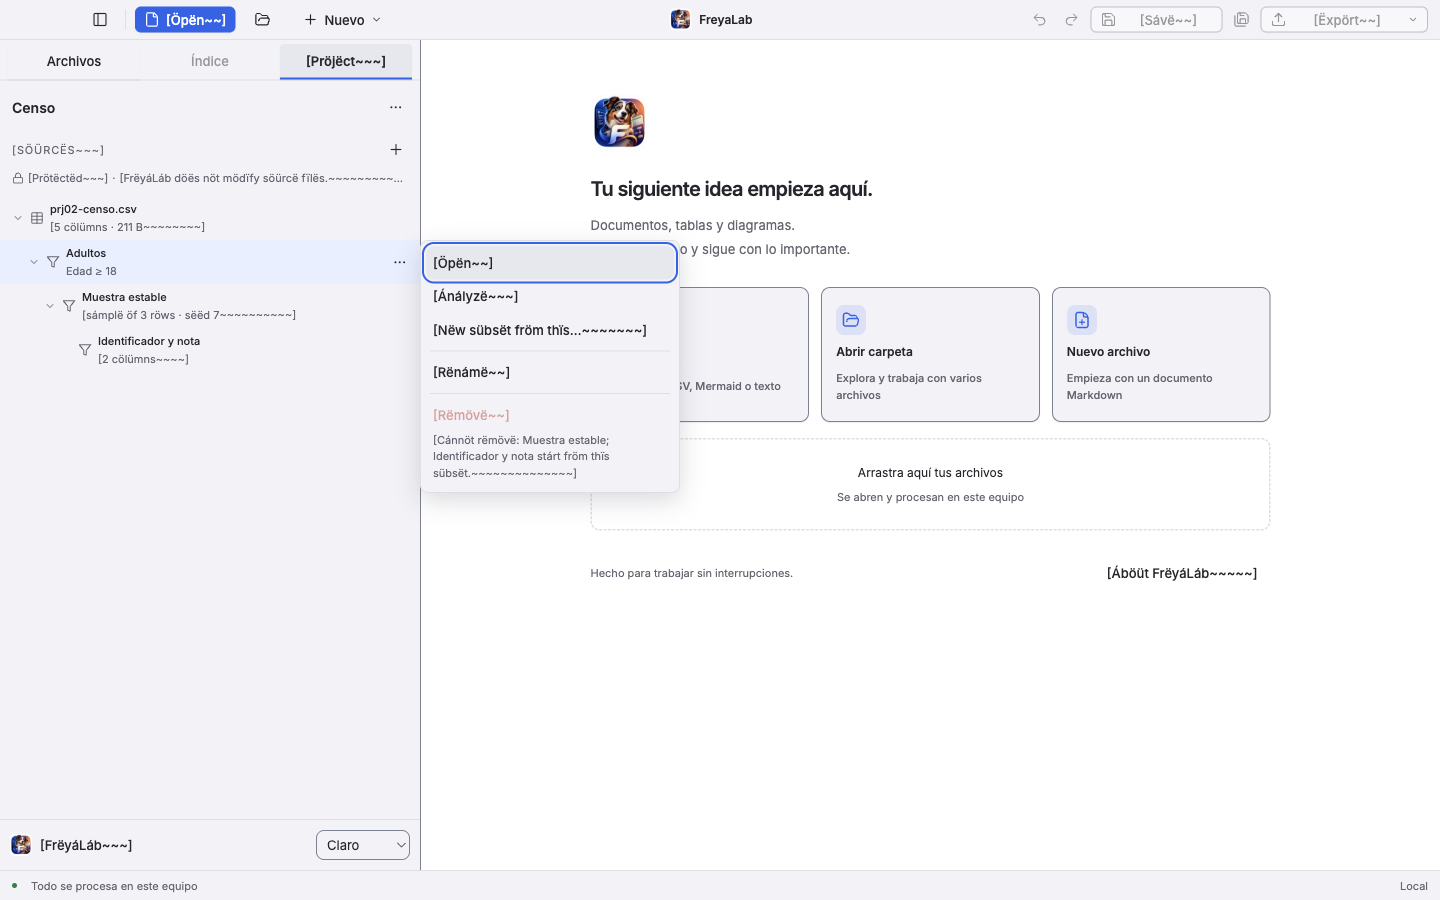 [Öpën~~]
Nuevo
FreyaLab
[Sávë~~]
[Ëxpört~~]
Archivos
Índice
[Pröjëct~~~]
Censo
[SÖÜRCËS~~~]
[Prötëctëd~~~] · [FrëyáLáb döës nöt mödïfy söürcë fïlës.~~~~~~~~~...
prj02-censo.csv
[5 cölümns · 211 B~~~~~~~~]
Adultos
Edad ≥ 18
Muestra estable
[sámplë öf 3 röws · sëëd 7~~~~~~~~~~]
Identificador y nota
[2 cölümns~~~~]
[Öpën~~]
[Ánályzë~~~]
[Nëw sübsët fröm thïs...~~~~~~~]
[Rënámë~~]
[Rëmövë~~]
[Cánnöt rëmövë: Muestra estable;
Identificador y nota stárt fröm thïs
sübsët.~~~~~~~~~~~~~~]
Tu siguiente idea empieza aquí.
Documentos, tablas y diagramas.
y sigue con lo importante.
Mermaid o texto
Abrir carpeta
Explora y trabaja con varios
archivos
Nuevo archivo
Empieza con un documento
Markdown
Arrastra aquí tus archivos
Se abren y procesan en este equipo
Hecho para trabajar sin interrupciones.
[Áböüt FrëyáLáb~~~~~]
[FrëyáLáb~~~]
Claro
Todo se procesa en este equipo
Local